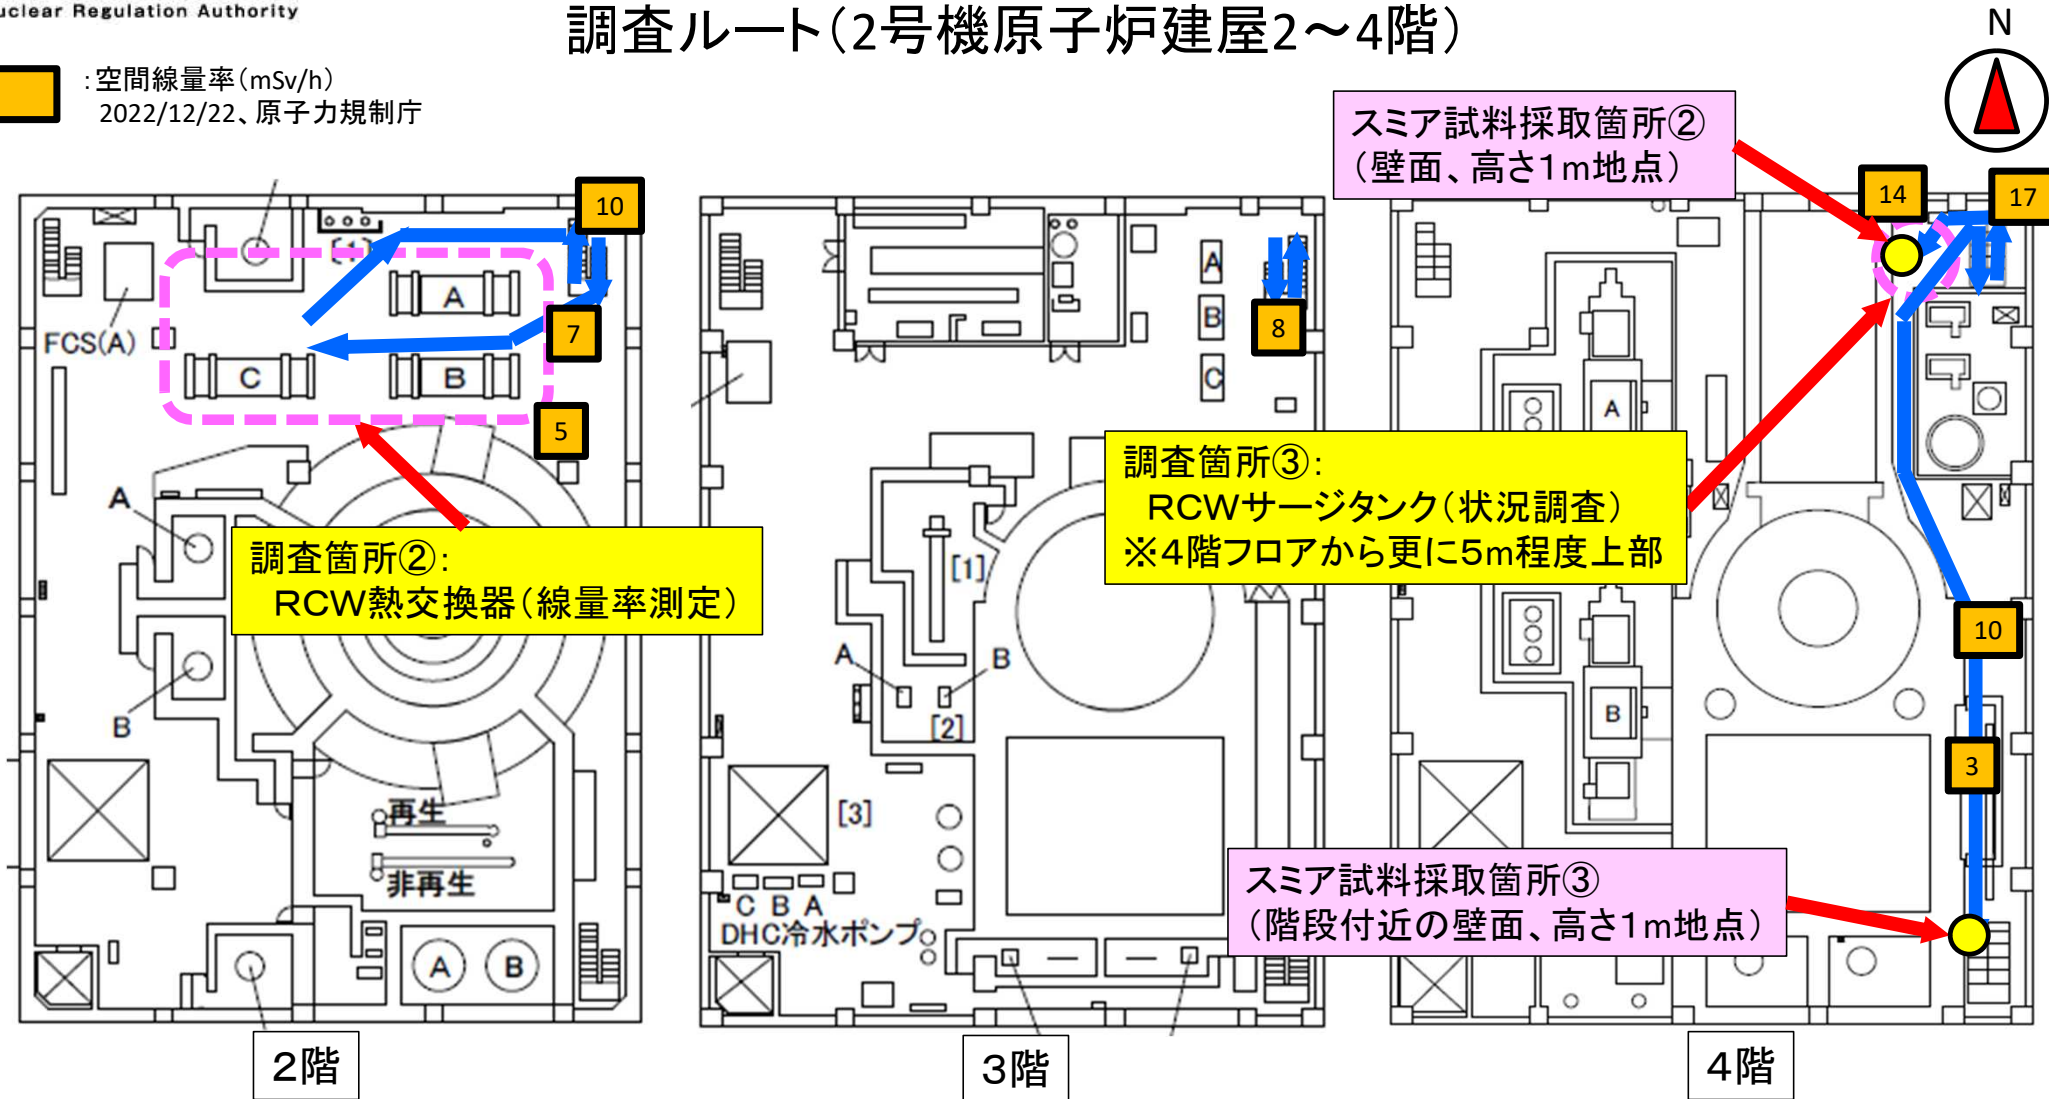 uclear Regulation Authority
調査ルート（2号機原子炉建屋2～4階）
N
：空間線量率（mSv/h）
2022/12/22、原子力規制庁
スミア試料採取箇所②
（壁面、高さ1m地点）
10
[1]
A
7
FCS(A)
C
B
5
A
調査箇所②：
RCW熱交換器（線量率測定）
B
再生
非再生
A
B
2階
A
B
8
C
[1]
A
B
[2]
[3]
C B A
DHC冷水ポンプ
3階
14
17
A
調査箇所③：
RCWサージタンク（状況調査）
※4階フロアから更に5m程度上部
10
B
3
スミア試料採取箇所③
（階段付近の壁面、高さ1m地点）
4階